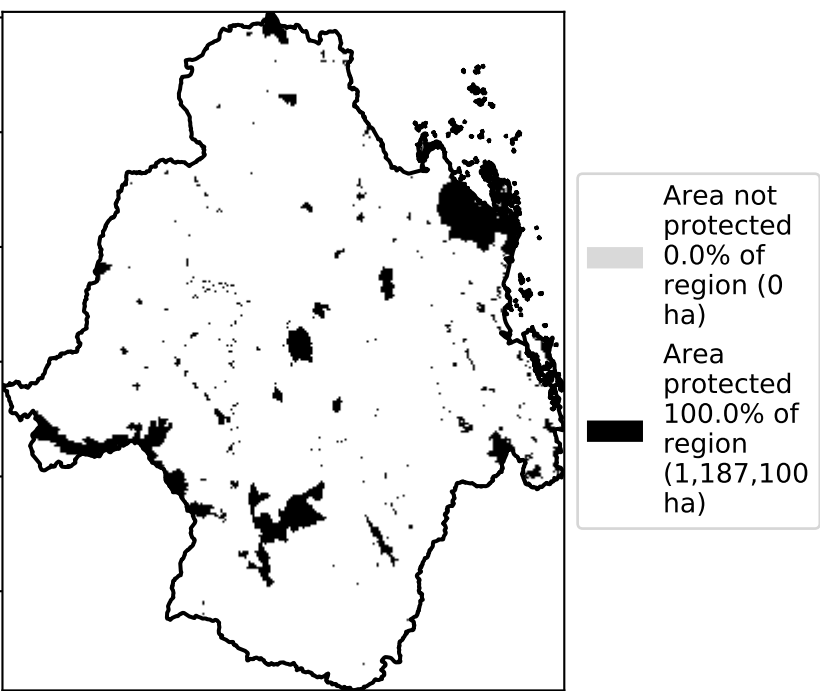 Area not
protected
0.0% of
region (0
ha)
Area
protected
100.0% of
region
(1,187,100
ha)